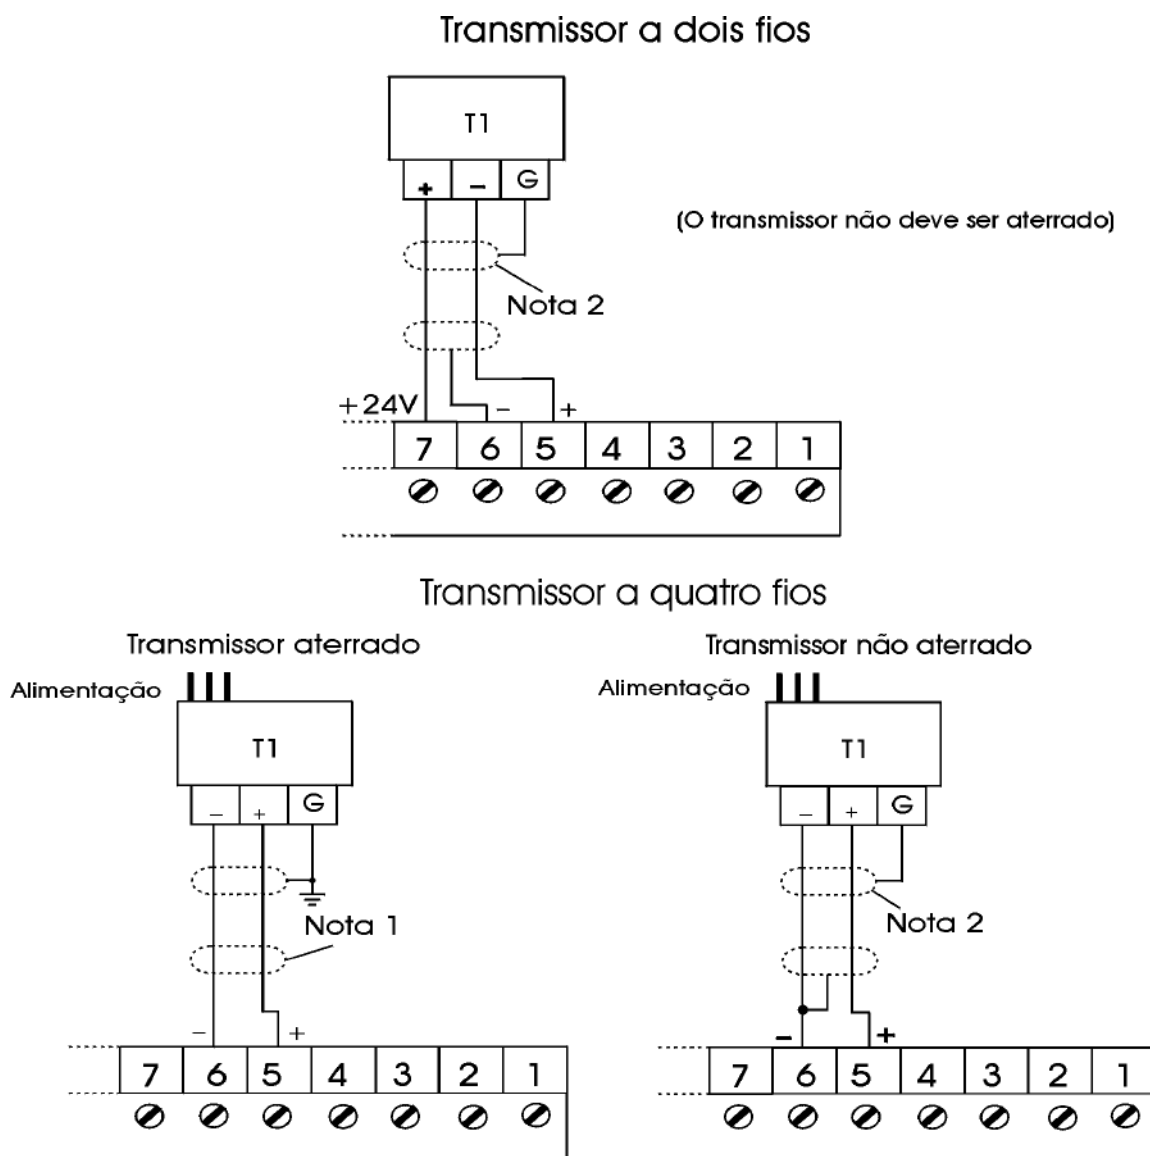 Transmissor a dois fios
T1
+ – G
(O transmissor não deve ser aterrado)
Nota 2
+24V – +
7 6 5 4 3 2 1
Transmissor a quatro fios
Transmissor aterrado
Alimentação
T1
– + G
Nota 1
– +
7 6 5 4 3 2 1
Transmissor não aterrado
Alimentação
T1
– + G
Nota 2
- +
7 6 5 4 3 2 1